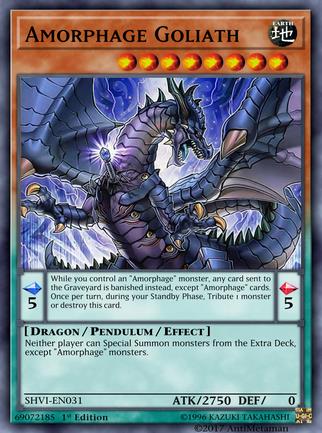 AMORPHAGE GOLIATH
EARTH
地
While you control an "Amorphage" monster, any card sent
to the Graveyard is banished instead, except "Amorphage" cards.
Once per turn, during your Standby Phase, Tribute 1 monster
or destroy this card.
5
5
[ DRAGON / PENDULUM / EFFECT ]
Neither player can Special Summon monsters from the Extra Deck,
except "Amorphage" monsters.
SHVI-EN031
ATK/2750 DEF/ 0
69072185 1st Edition
©1996 KAZUKI TAKAHASHI
©2017 AntiMetaman